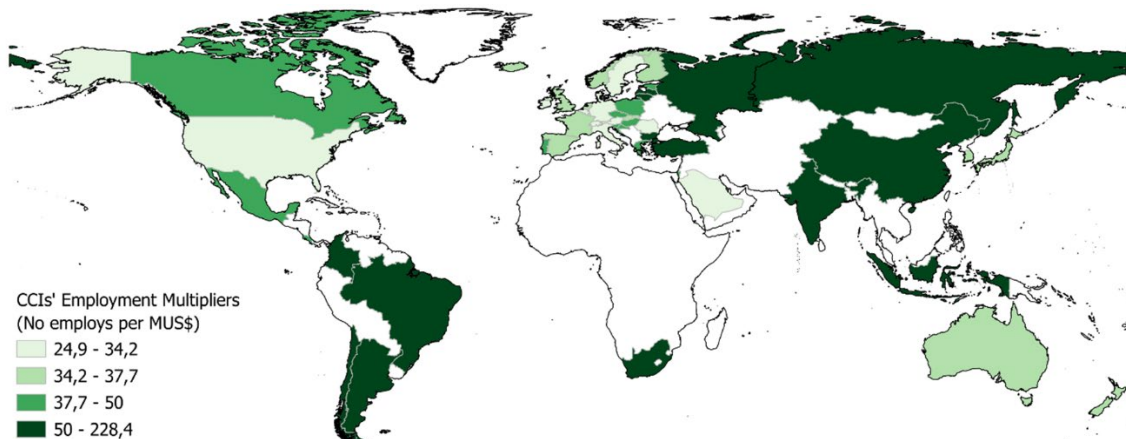 CCIs' Employment Multipliers
(No employs per MUS$)
24,9 - 34,2
34,2 - 37,7
37,7 - 50
50 - 228,4